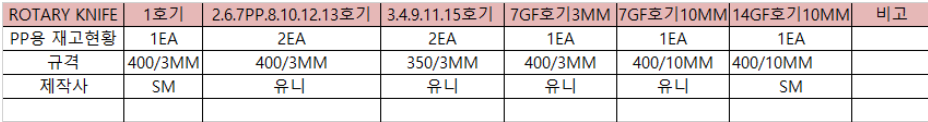 ROTARY KNIFE 1호기 2.6.7PP.8.10.12.13호기 3.4.9.11.15호기 7GF호기3MM 7GF호기10MM 14GF호기10MM 비고
PP용 재고현황 1EA 2EA 2EA 1EA 1EA 1EA
규격 400/3MM 400/3MM 350/3MM 400/3MM 400/10MM 400/10MM
제작사 SM 유니 유니 유니 유니 SM